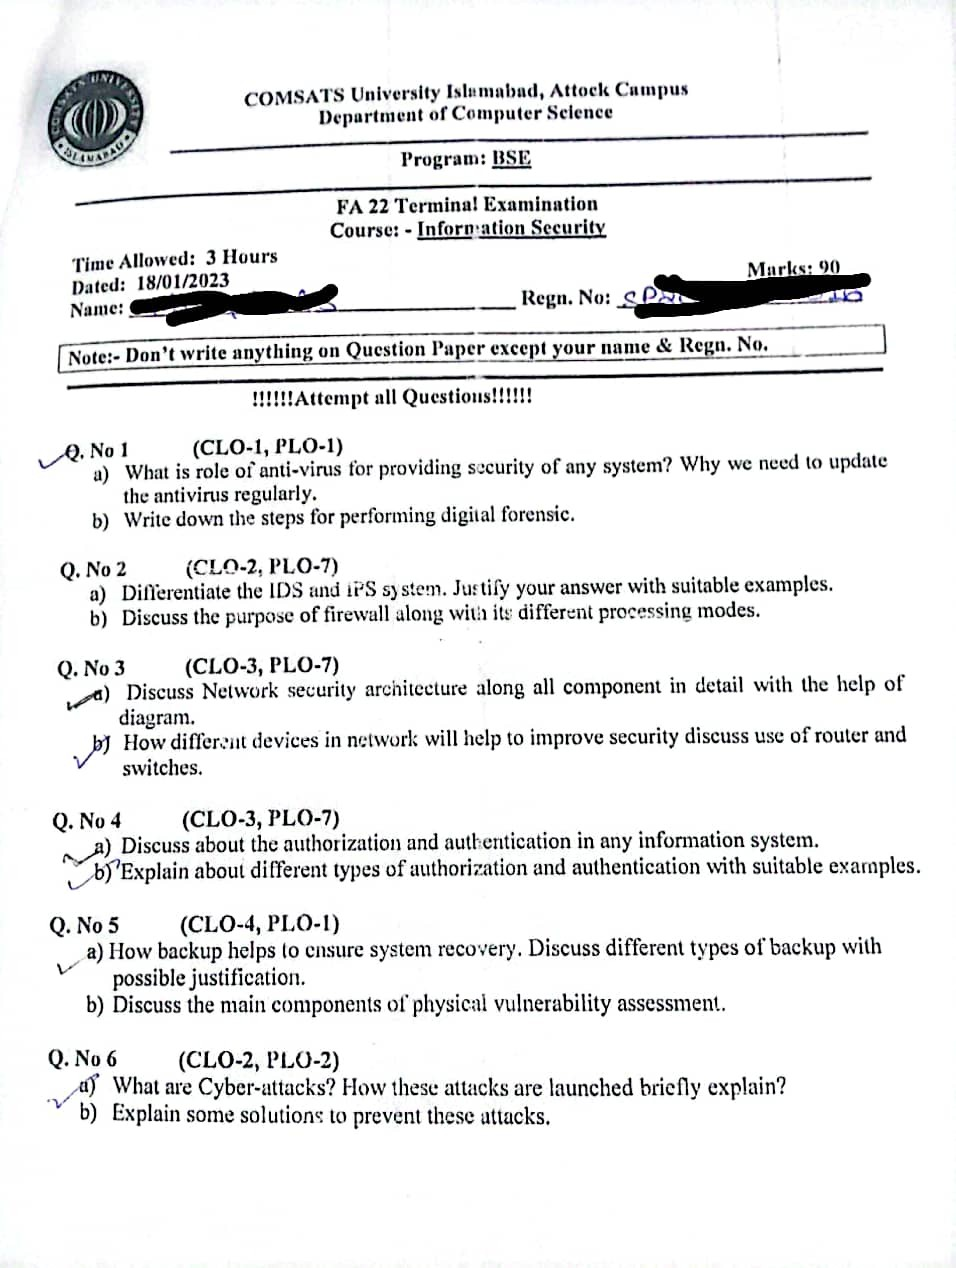 COMSATS UNIVERSITY
ISLAMABAD
COMSATS University Islamabad, Attock Campus
Department of Computer Science
Program: BSE
FA 22 Terminal Examination
Course: - Information Security
Time Allowed: 3 Hours
Marks: 90
Dated: 18/01/2023
Name:
Regn. No:
Note:- Don't write anything on Question Paper except your name & Regn. No.
!!!!!!Attempt all Questions!!!!!!
Q. No 1 (CLO-1, PLO-1)
a) What is role of anti-virus for providing security of any system? Why we need to update
the antivirus regularly.
b) Write down the steps for performing digital forensic.
Q. No 2 (CLO-2, PLO-7)
a) Differentiate the IDS and IPS system. Justify your answer with suitable examples.
b) Discuss the purpose of firewall along with its different processing modes.
Q. No 3 (CLO-3, PLO-7)
a) Discuss Network security architecture along all component in detail with the help of
diagram.
b) How different devices in network will help to improve security discuss use of router and
switches.
Q. No 4 (CLO-3, PLO-7)
a) Discuss about the authorization and authentication in any information system.
b) Explain about different types of authorization and authentication with suitable examples.
Q. No 5 (CLO-4, PLO-1)
a) How backup helps to ensure system recovery. Discuss different types of backup with
possible justification.
b) Discuss the main components of physical vulnerability assessment.
Q. No 6 (CLO-2, PLO-2)
a) What are Cyber-attacks? How these attacks are launched briefly explain?
b) Explain some solutions to prevent these attacks.